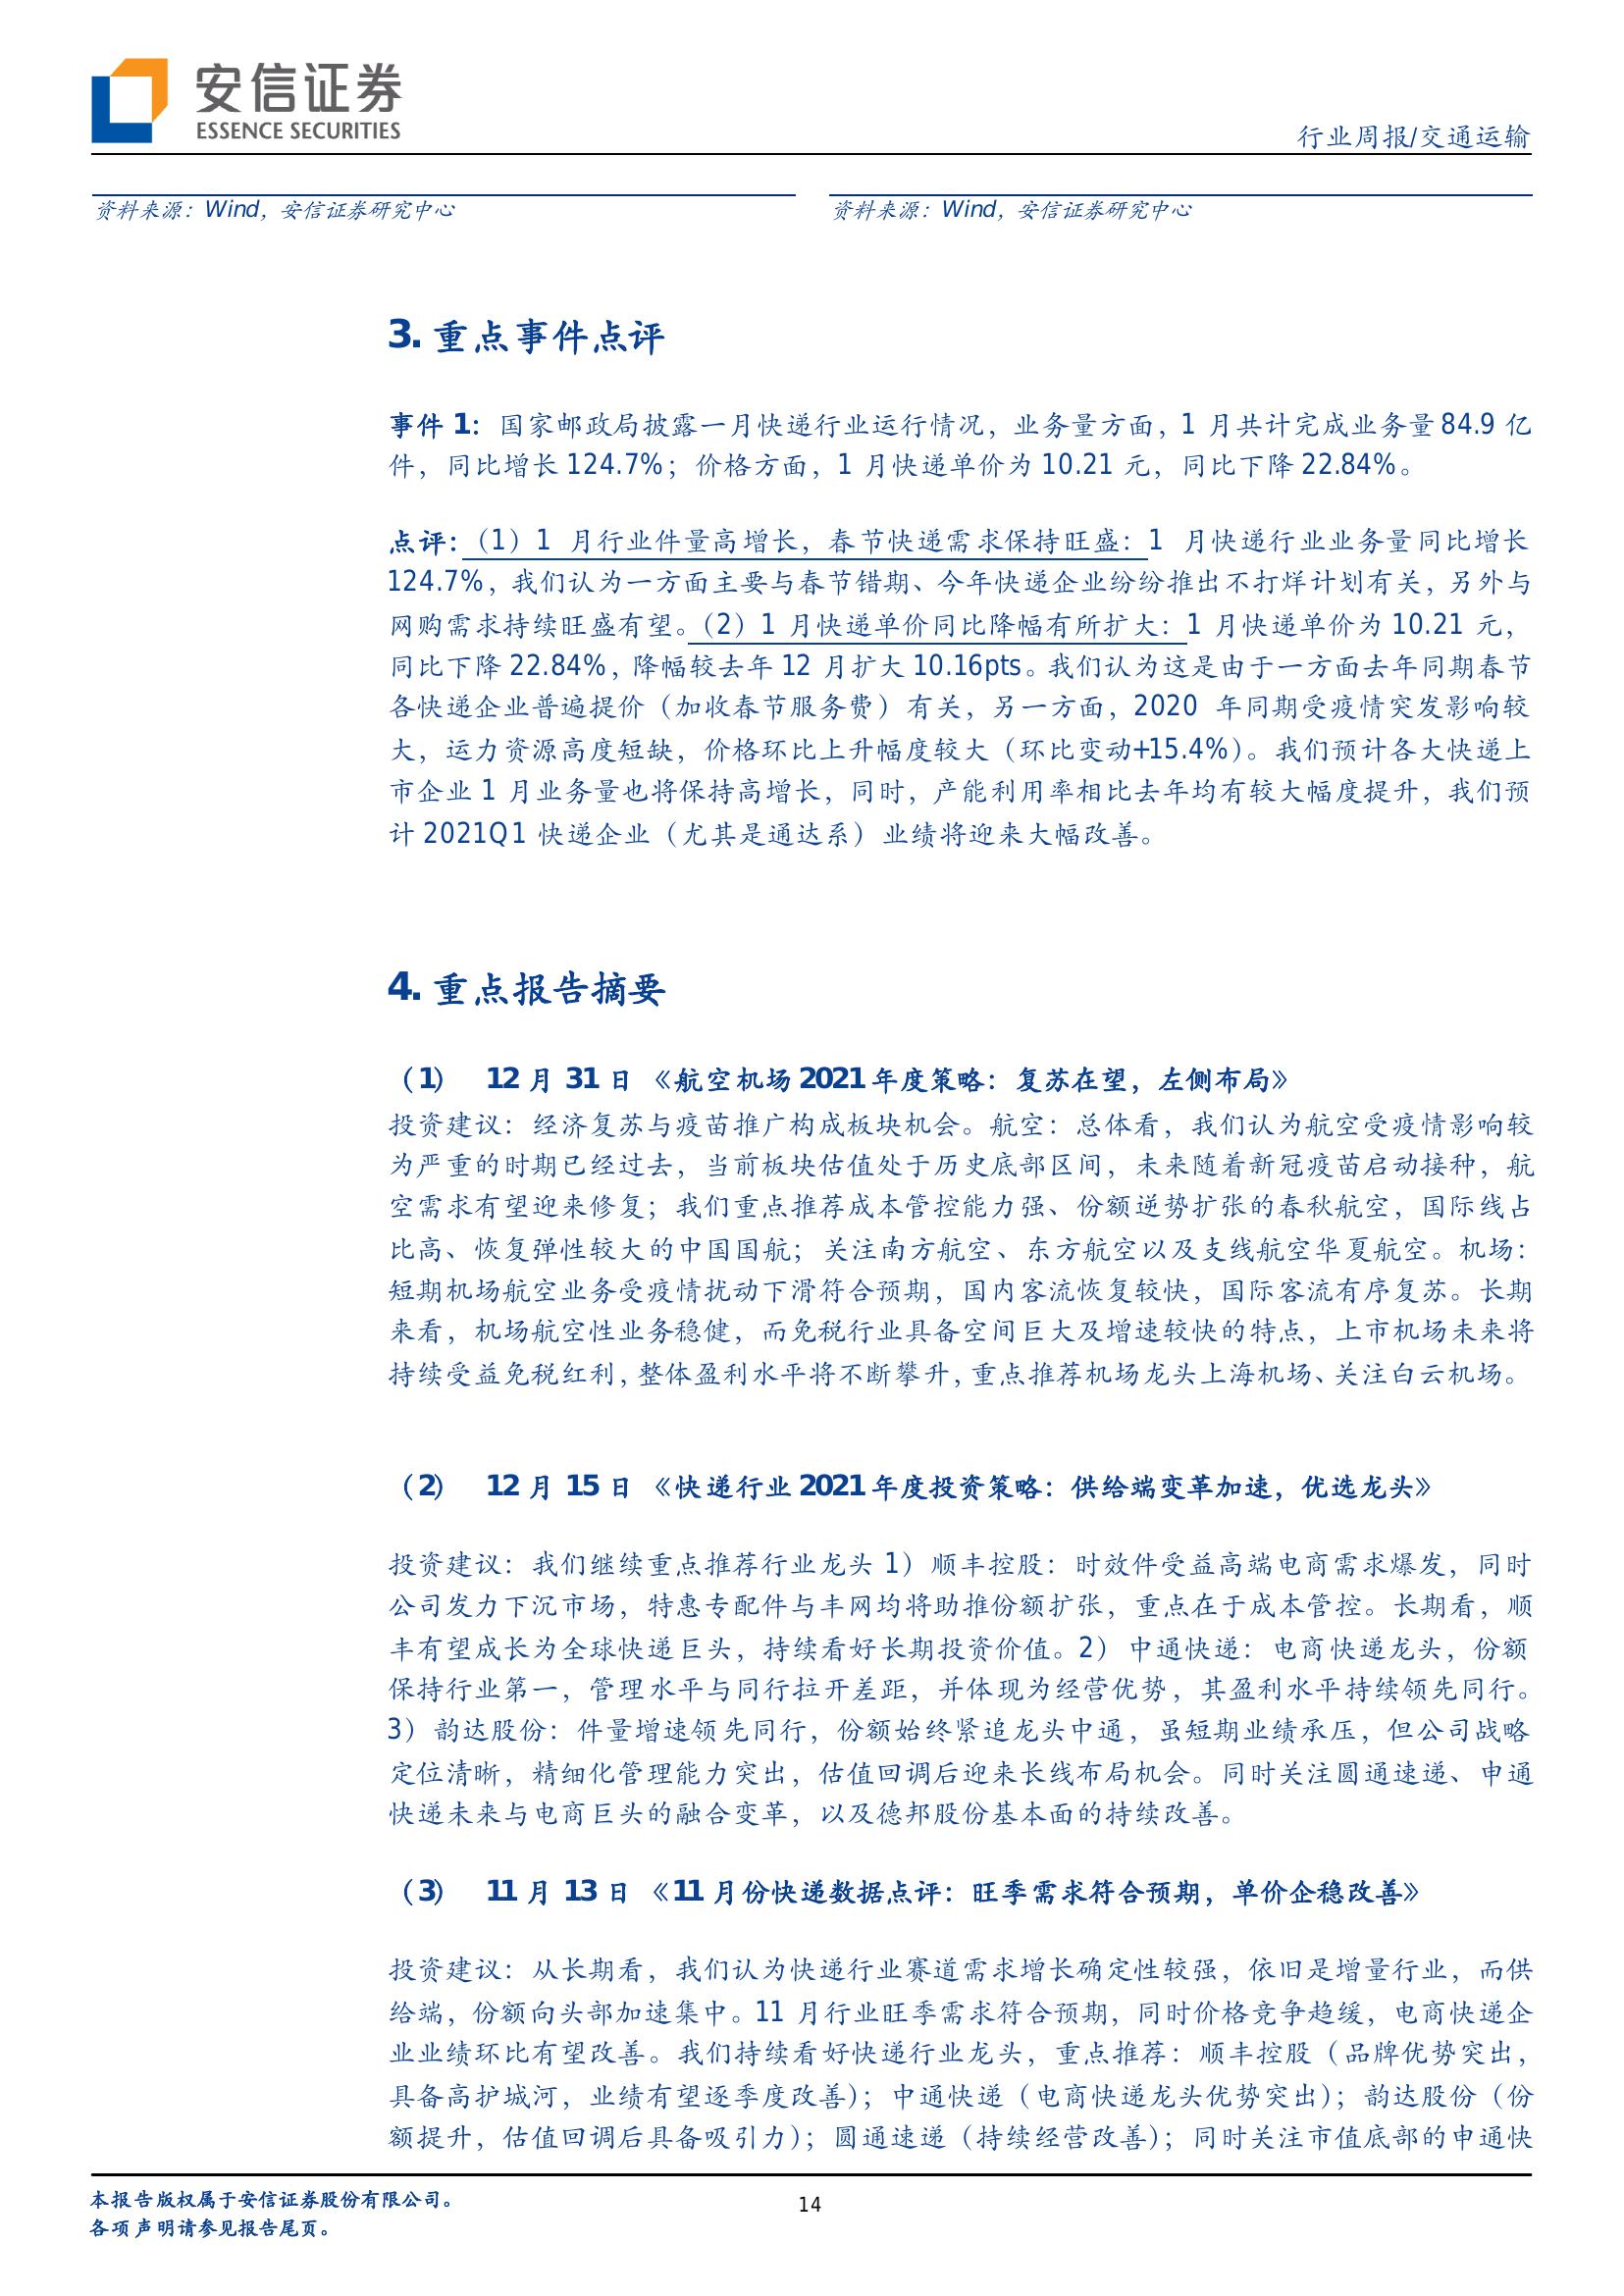 安信证券
ESSENCE SECURITIES
行业周报/交通运输
资料来源：Wind，安信证券研究中心
资料来源：Wind，安信证券研究中心
3. 重点事件点评
事件 1：国家邮政局披露一月快递行业运行情况，业务量方面，1 月共计完成业务量 84.9 亿
件，同比增长 124.7%；价格方面，1 月快递单价为 10.21 元，同比下降 22.84%。
点评：（1）1 月行业件量高增长，春节快递需求保持旺盛：1 月快递行业业务量同比增长
124.7%，我们认为一方面主要与春节错期、今年快递企业纷纷推出不打烊计划有关，另外与
网购需求持续旺盛有望。（2）1 月快递单价同比降幅有所扩大：1 月快递单价为 10.21 元，
同比下降 22.84%，降幅较去年 12 月扩大 10.16pts。我们认为这是由于一方面去年同期春节
各快递企业普遍提价（加收春节服务费）有关，另一方面，2020 年同期受疫情突发影响较
大，运力资源高度短缺，价格环比上升幅度较大（环比变动+15.4%）。我们预计各大快递上
市企业 1 月业务量也将保持高增长，同时，产能利用率相比去年均有较大幅度提升，我们预
计 2021Q1 快递企业（尤其是通达系）业绩将迎来大幅改善。
4. 重点报告摘要
（1） 12 月 31 日《航空机场 2021 年度策略：复苏在望，左侧布局》
投资建议：经济复苏与疫苗推广构成板块机会。航空：总体看，我们认为航空受疫情影响较
为严重的时期已经过去，当前板块估值处于历史底部区间，未来随着新冠疫苗启动接种，航
空需求有望迎来修复；我们重点推荐成本管控能力强、份额逆势扩张的春秋航空，国际线占
比高、恢复弹性较大的中国国航；关注南方航空、东方航空以及支线航空华夏航空。机场：
短期机场航空业务受疫情扰动下滑符合预期，国内客流恢复较快，国际客流有序复苏。长期
来看，机场航空性业务稳健，而免税行业具备空间巨大及增速较快的特点，上市机场未来将
持续受益免税红利，整体盈利水平将不断攀升，重点推荐机场龙头上海机场、关注白云机场。
（2） 12 月 15 日《快递行业 2021 年度投资策略：供给端变革加速，优选龙头》
投资建议：我们继续重点推荐行业龙头 1）顺丰控股：时效件受益高端电商需求爆发，同时
公司发力下沉市场，特惠专配件与丰网均将助推份额扩张，重点在于成本管控。长期看，顺
丰有望成长为全球快递巨头，持续看好长期投资价值。2）中通快递：电商快递龙头，份额
保持行业第一，管理水平与同行拉开差距，并体现为经营优势，其盈利水平持续领先同行。
3）韵达股份：件量增速领先同行，份额始终紧追龙头中通，虽短期业绩承压，但公司战略
定位清晰，精细化管理能力突出，估值回调后迎来长线布局机会。同时关注圆通速递、申通
快递未来与电商巨头的融合变革，以及德邦股份基本面的持续改善。
（3） 11 月 13 日《11 月份快递数据点评：旺季需求符合预期，单价企稳改善》
投资建议：从长期看，我们认为快递行业赛道需求增长确定性较强，依旧是增量行业，而供
给端，份额向头部加速集中。11 月行业旺季需求符合预期，同时价格竞争趋缓，电商快递企
业业绩环比有望改善。我们持续看好快递行业龙头，重点推荐：顺丰控股（品牌优势突出，
具备高护城河，业绩有望逐季度改善）；中通快递（电商快递龙头优势突出）；韵达股份（份
额提升，估值回调后具备吸引力）；圆通速递（持续经营改善）；同时关注市值底部的申通快
本报告版权属于安信证券股份有限公司。
14
各项声明请参见报告尾页。